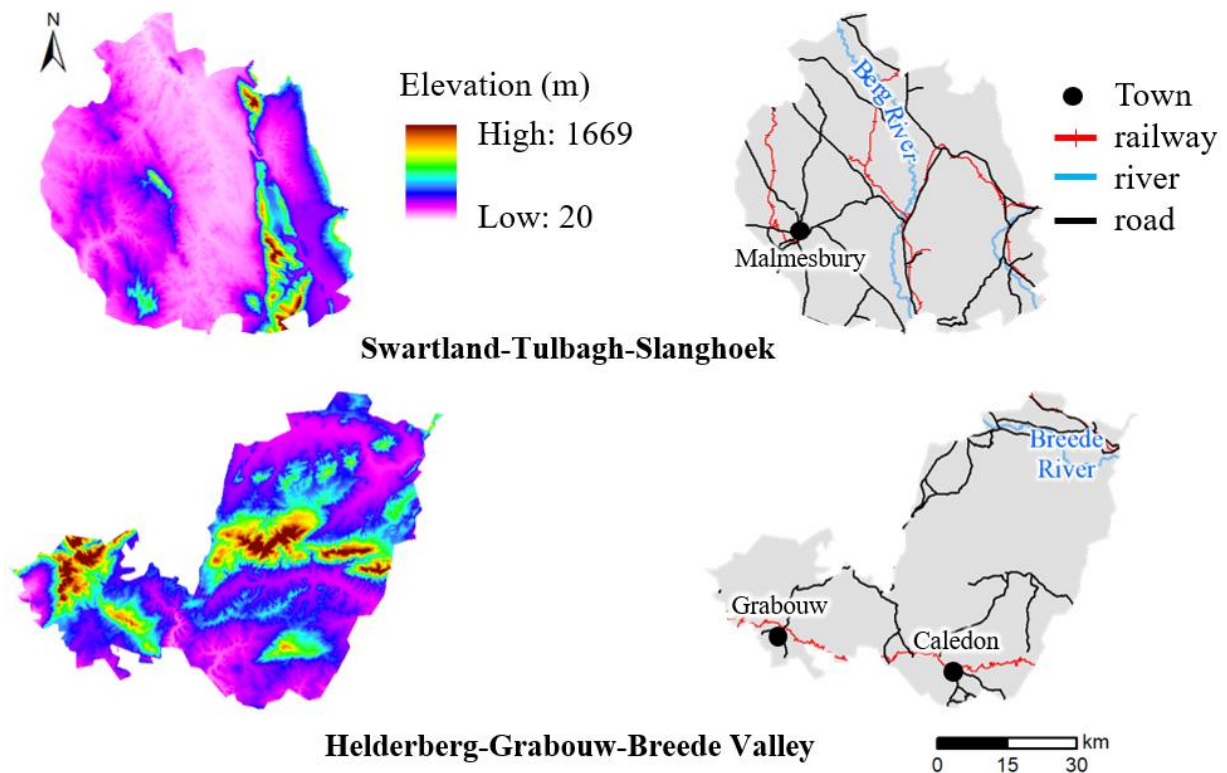 N
Elevation (m)
High: 1669
Low: 20
Berg River
Malmesbury
Town
railway
river
road
Swartland-Tulbagh-Slanghoek
Breede
River
Grabouw
Caledon
Helderberg-Grabouw-Breede Valley
km
0 15 30